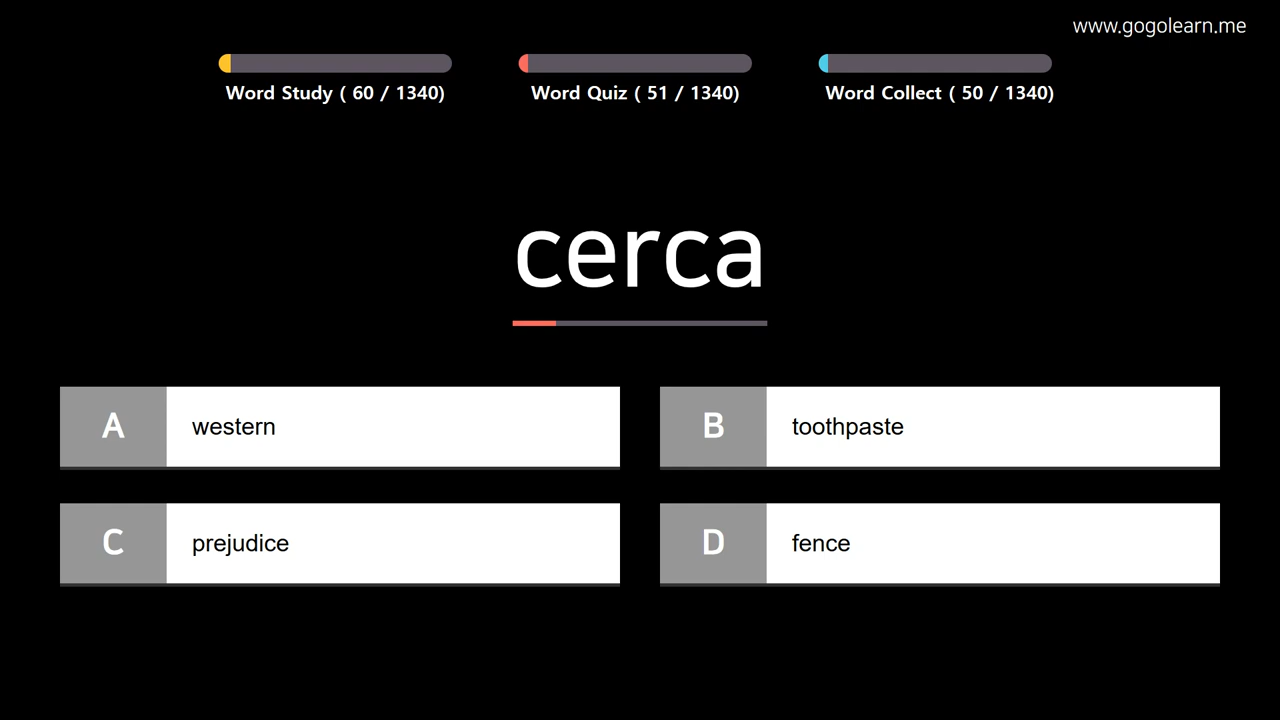 www.gogolearn.me
Word Study ( 60 / 1340)
Word Quiz ( 51 / 1340)
Word Collect ( 50 / 1340)
cerca
A western
B toothpaste
C prejudice
D fence